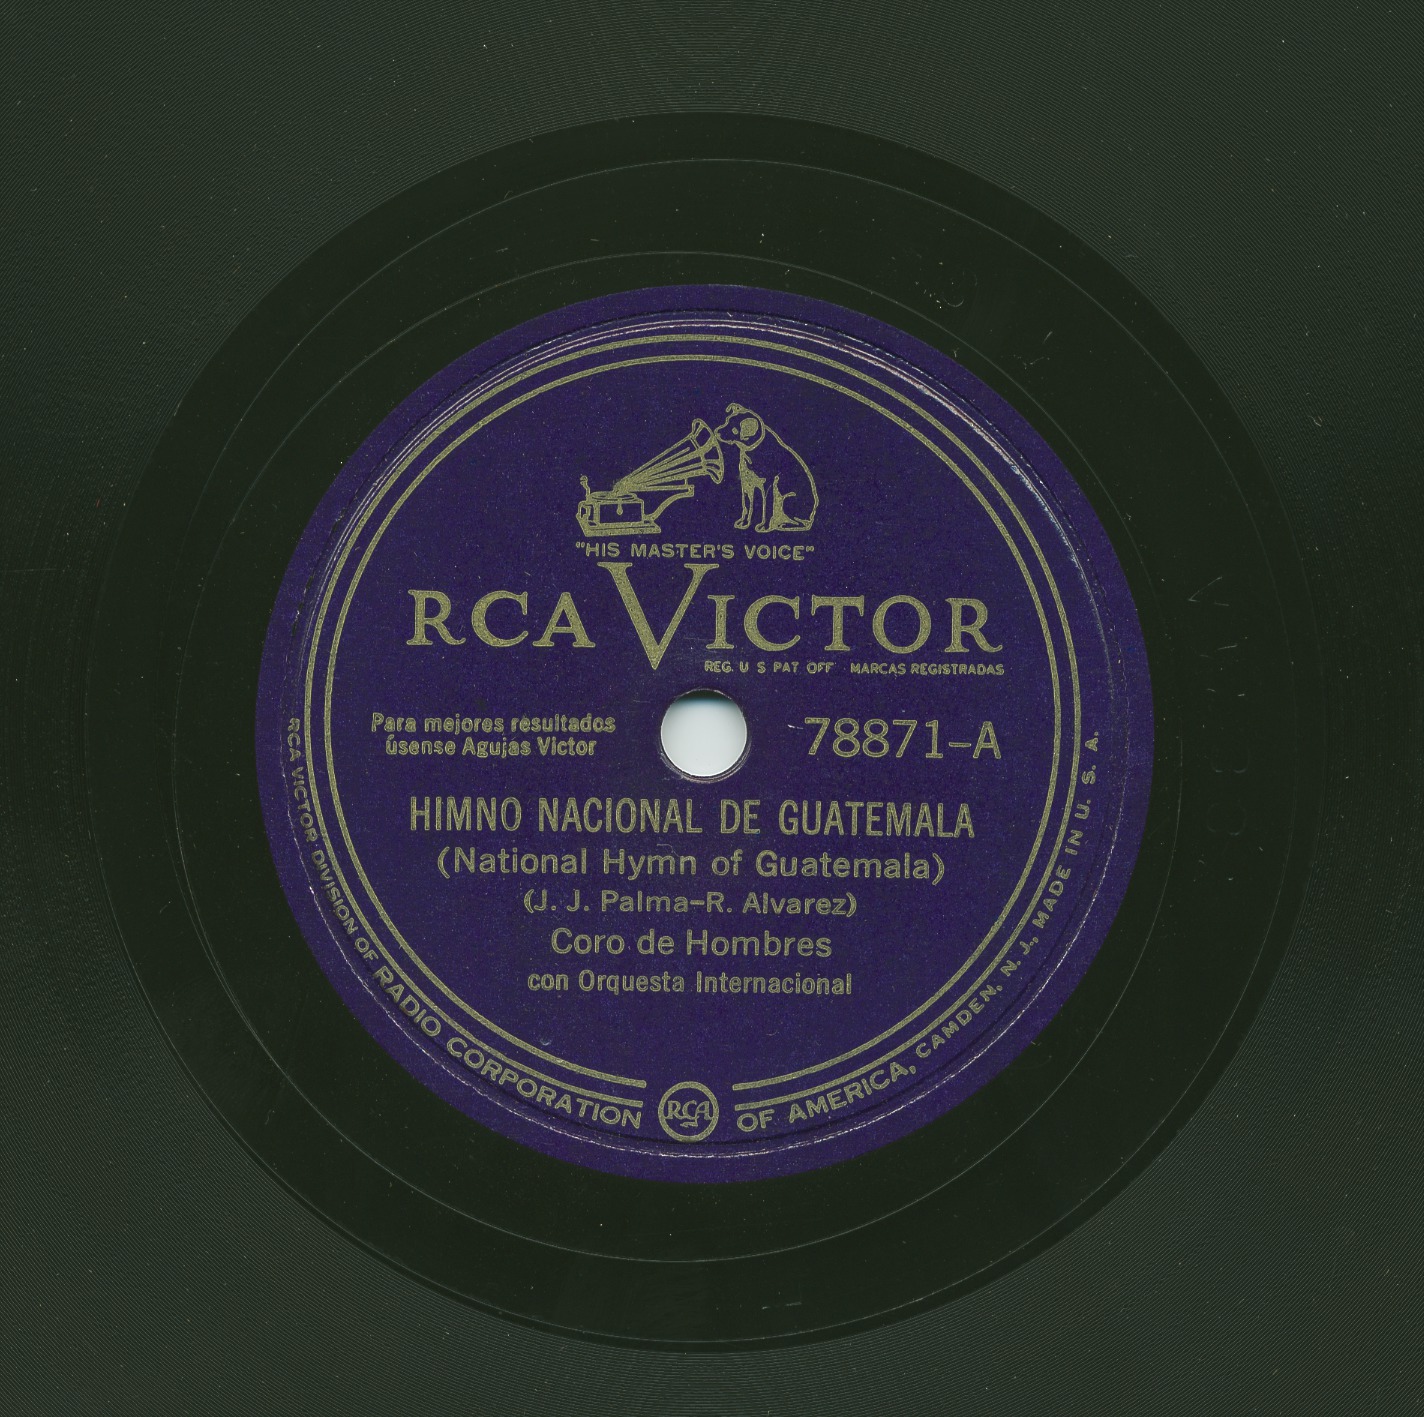 "HIS MASTER'S VOICE"
RCA VICTOR
REG. U S PAT OFF MARCAS REGISTRADAS
Para mejores resultados
úsense Agujas Victor
78871-A
HIMNO NACIONAL DE GUATEMALA
(National Hymn of Guatemala)
(J. J. Palma-R. Alvarez)
Coro de Hombres
con Orquesta Internacional
RCA VICTOR DIVISION OF RADIO CORPORATION OF AMERICA, CAMDEN, N. J., MADE IN U. S. A.
RCA